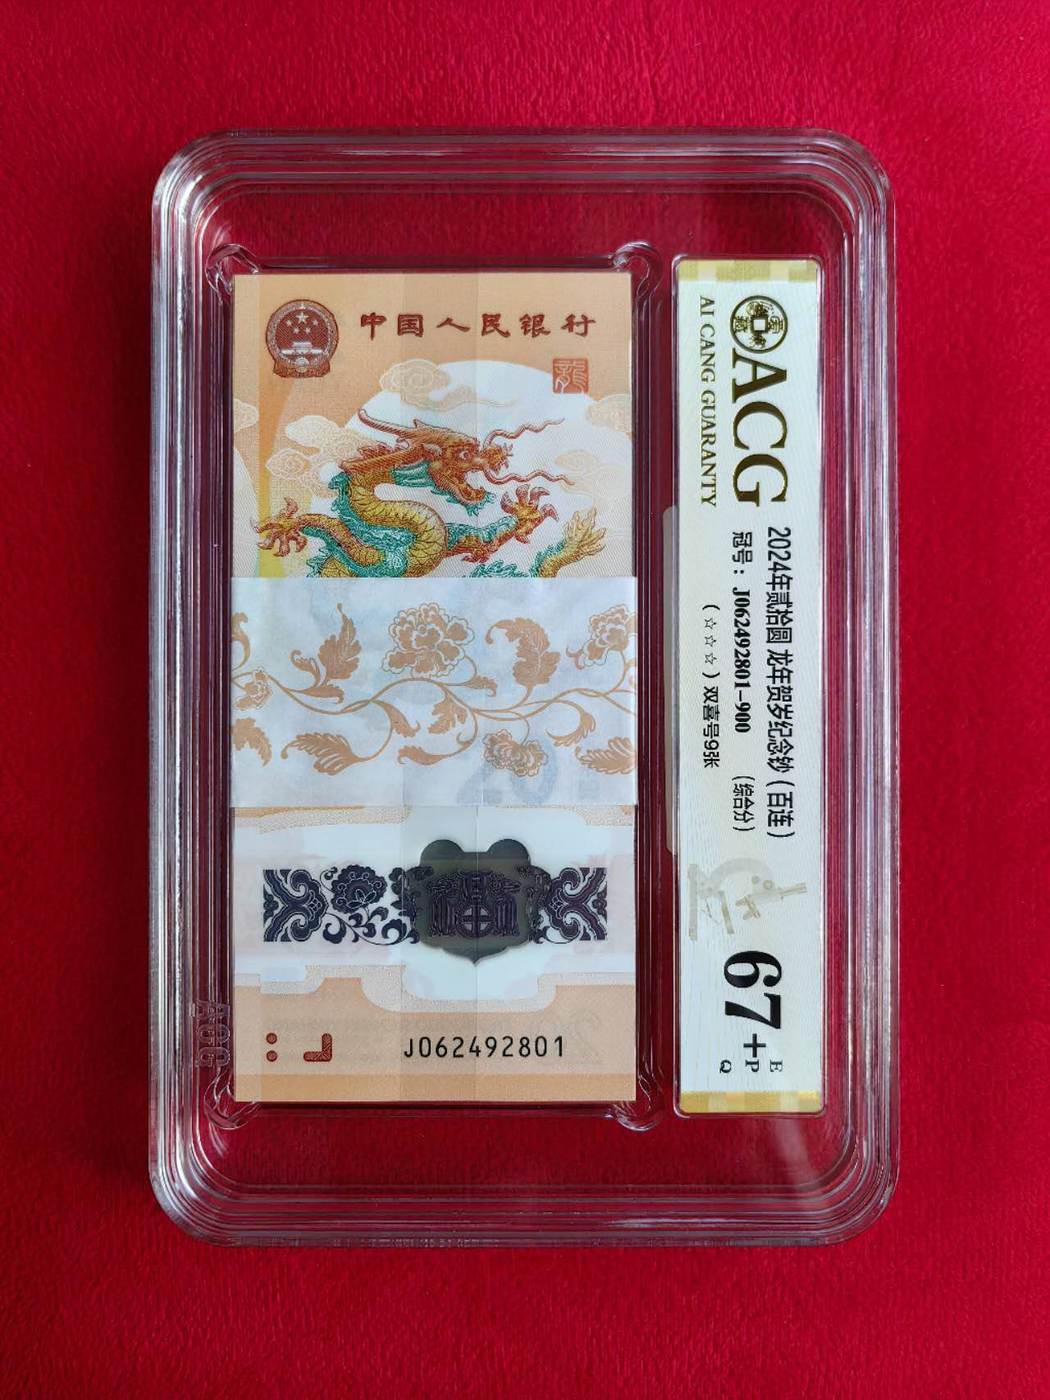 中国人民银行
龍
J062492801
ACG
AI CANG GUARANTY
2024年贰拾圆 龙年贺岁纪念钞（百连）
冠号：J062492801-900 （综合分）
（☆☆☆）双喜号9张
67+ E
P
Q
ACG